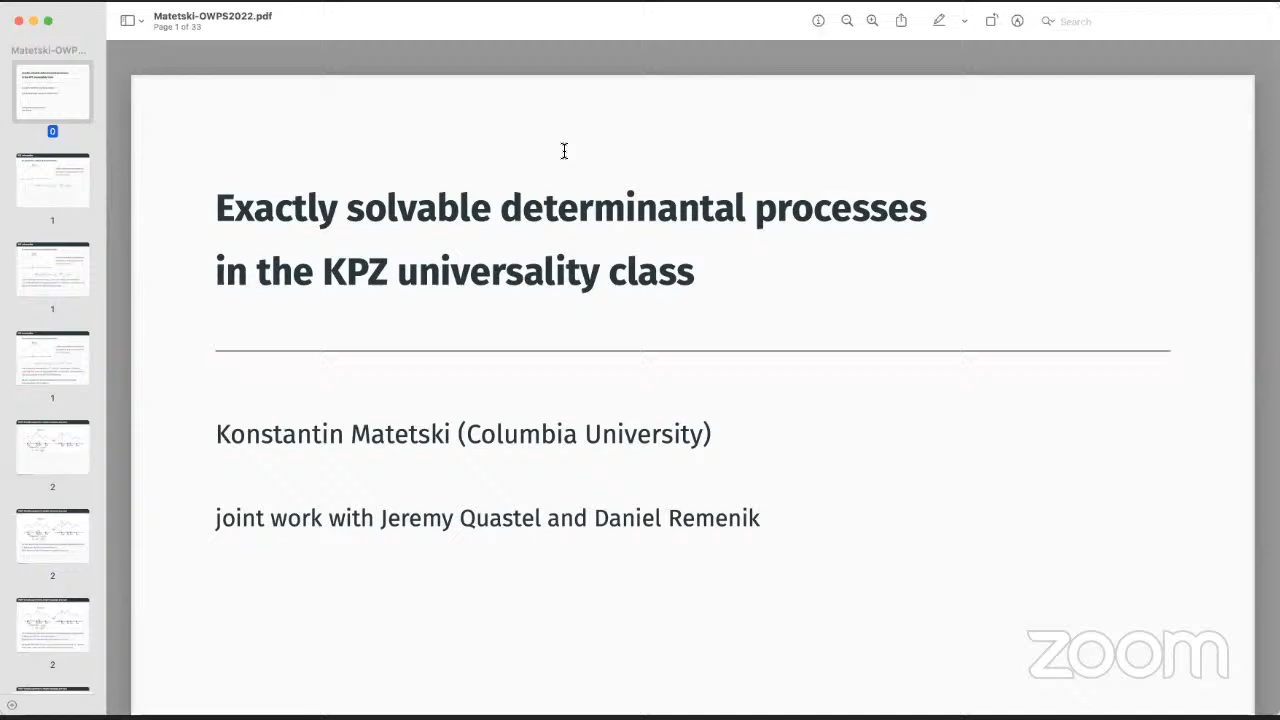 Matetski-OWPS2022.pdf
Page 1 of 33
Search
Matetski-OWP...
0
1
1
1
2
2
2
Exactly solvable determinantal processes
in the KPZ universality class
Konstantin Matetski (Columbia University)
joint work with Jeremy Quastel and Daniel Remenik
zoom